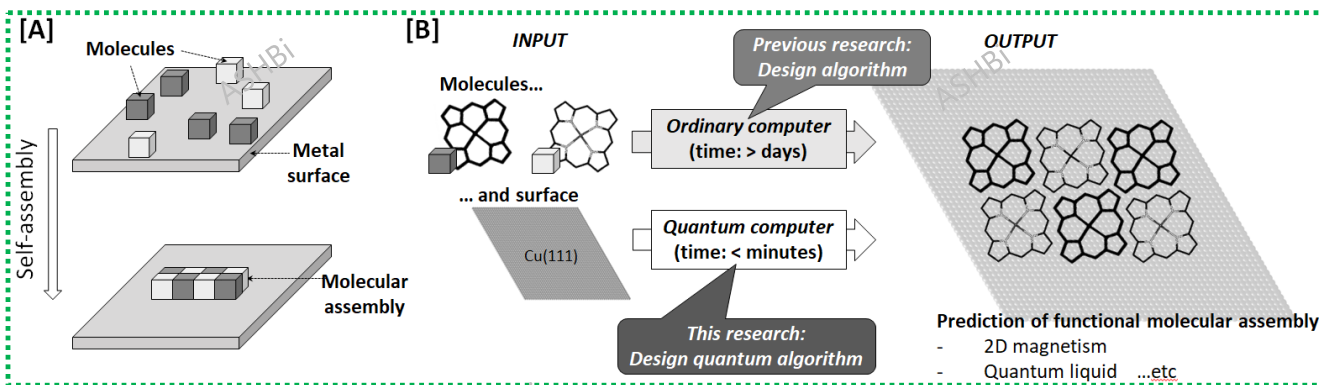 [A]
Molecules
ASHBi
Self-assembly
Metal
surface
Molecular
assembly
[B]
INPUT
Molecules...
... and surface
Cu(111)
Previous research:
Design algorithm
Ordinary computer
(time: > days)
Quantum computer
(time: < minutes)
This research:
Design quantum algorithm
OUTPUT
ASHBi
Prediction of functional molecular assembly
- 2D magnetism
- Quantum liquid ...etc